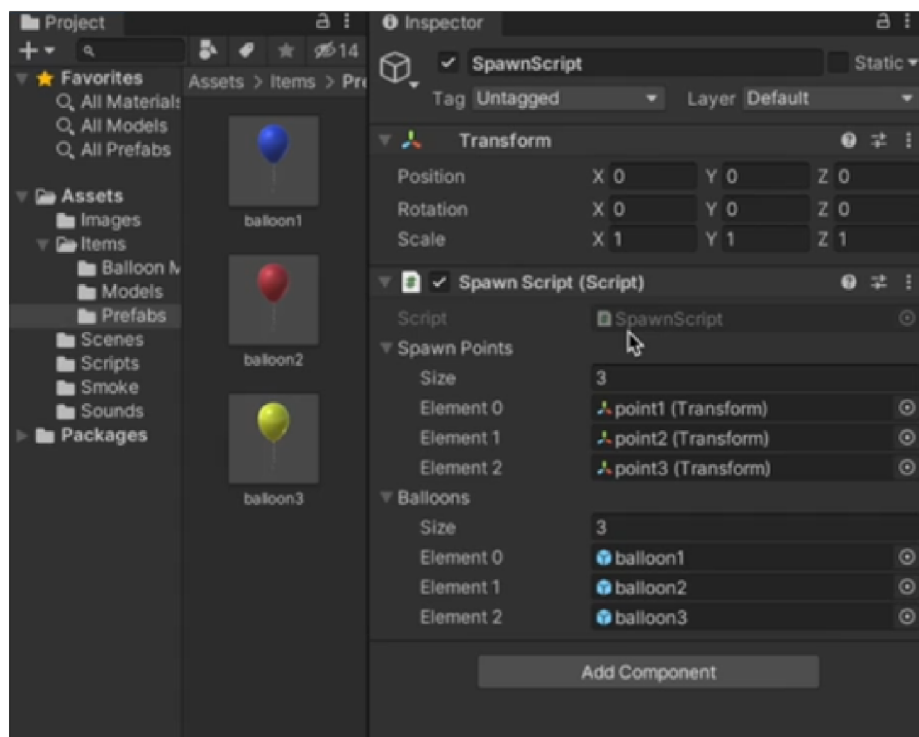 Project
14
Favorites
All Materials
All Models
All Prefabs
Assets
Images
Items
Balloon M
Models
Prefabs
Scenes
Scripts
Smoke
Sounds
Packages
Assets > Items > Pre
balloon1
balloon2
balloon3
Inspector
SpawnScript
Static
Tag Untagged Layer Default
Transform
Position X 0 Y 0 Z 0
Rotation X 0 Y 0 Z 0
Scale X 1 Y 1 Z 1
# Spawn Script (Script)
Script SpawnScript
Spawn Points
Size 3
Element 0 point1 (Transform)
Element 1 point2 (Transform)
Element 2 point3 (Transform)
Balloons
Size 3
Element 0 balloon1
Element 1 balloon2
Element 2 balloon3
Add Component